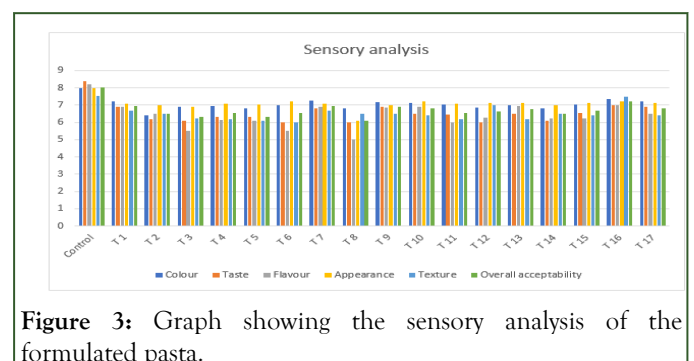 Sensory analysis
9
8
7
6
5
4
3
2
1
0
Control T 1 T 2 T 3 T 4 T 5 T 6 T 7 T 8 T 9 T 10 T 11 T 12 T 13 T 14 T 15 T 16 T 17
Colour Taste Flavour Appearance Texture Overall acceptability
Figure 3: Graph showing the sensory analysis of the
formulated pasta.